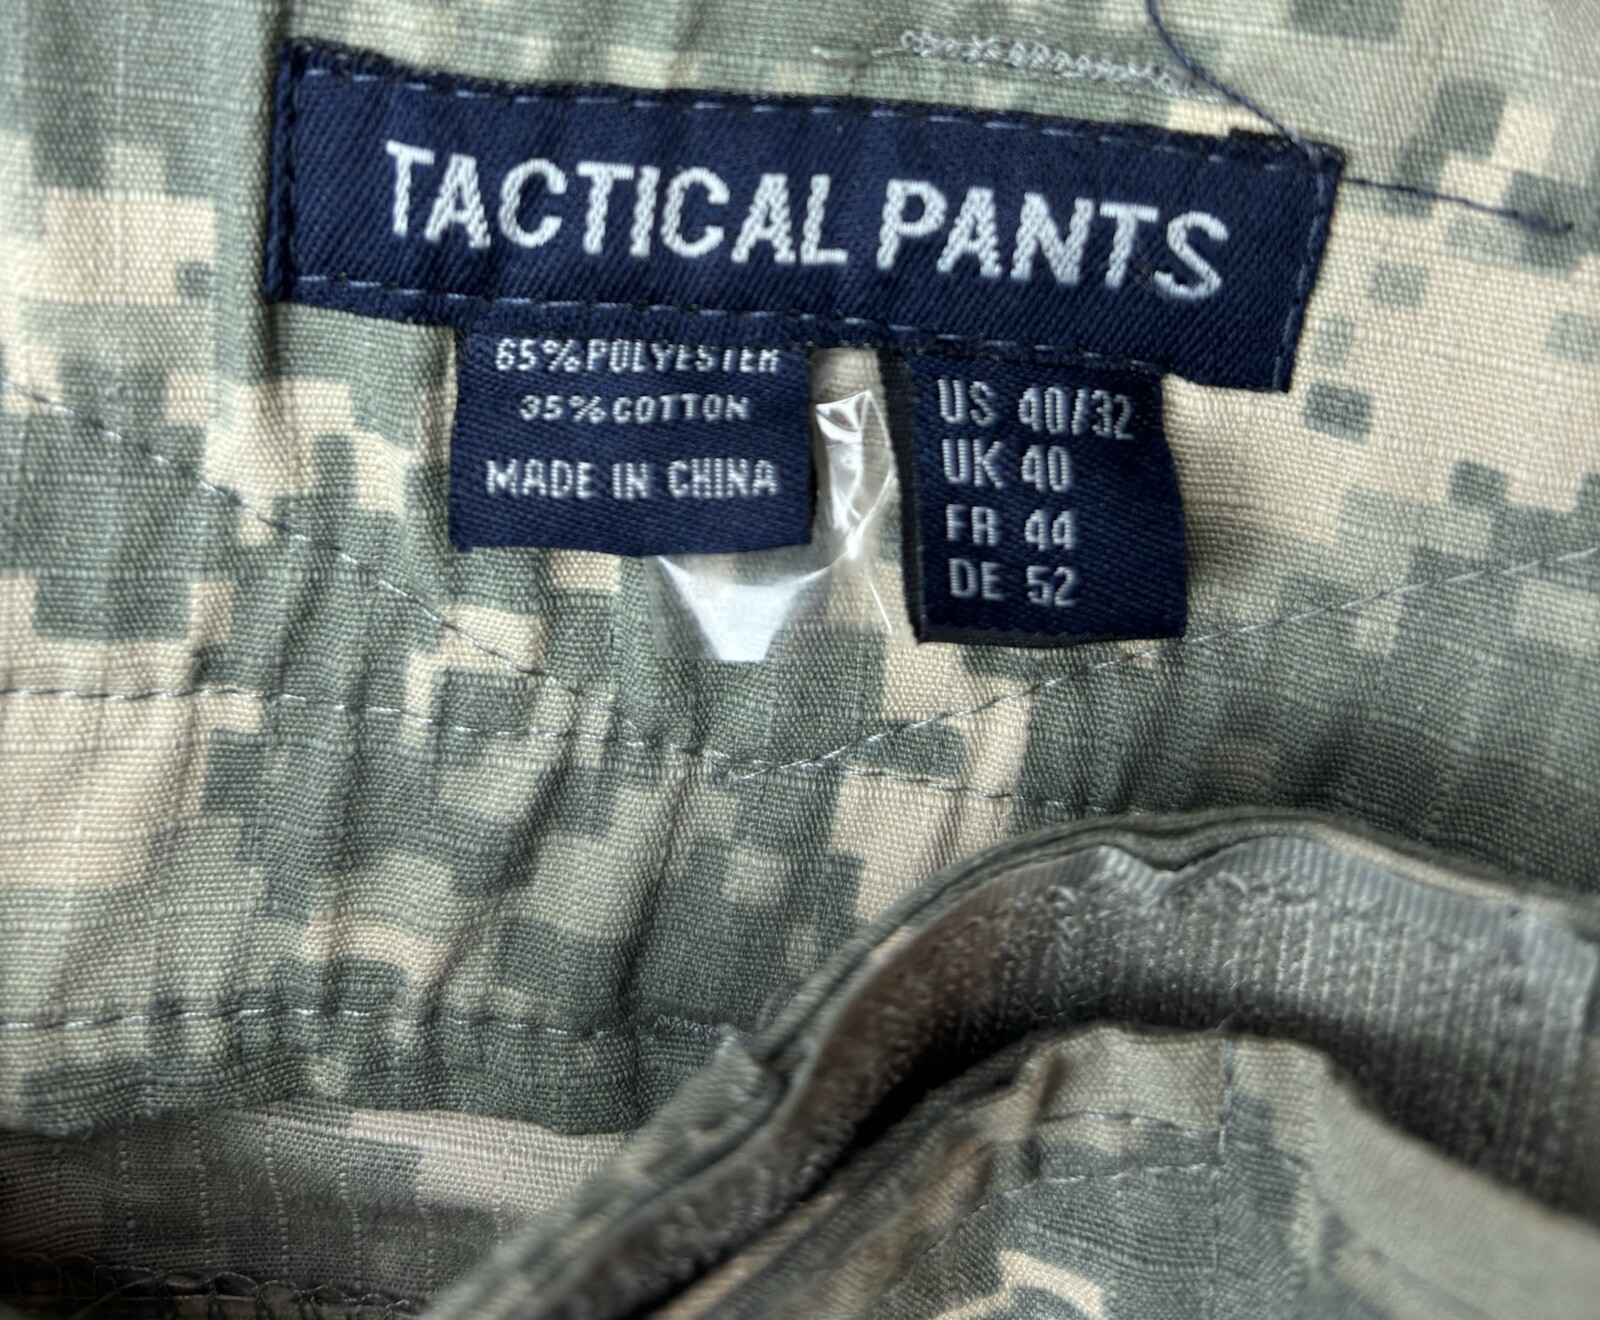 TACTICAL PANTS
65% POLYESTER
35% COTTON
MADE IN CHINA
US 40/32
UK 40
FR 44
DE 52